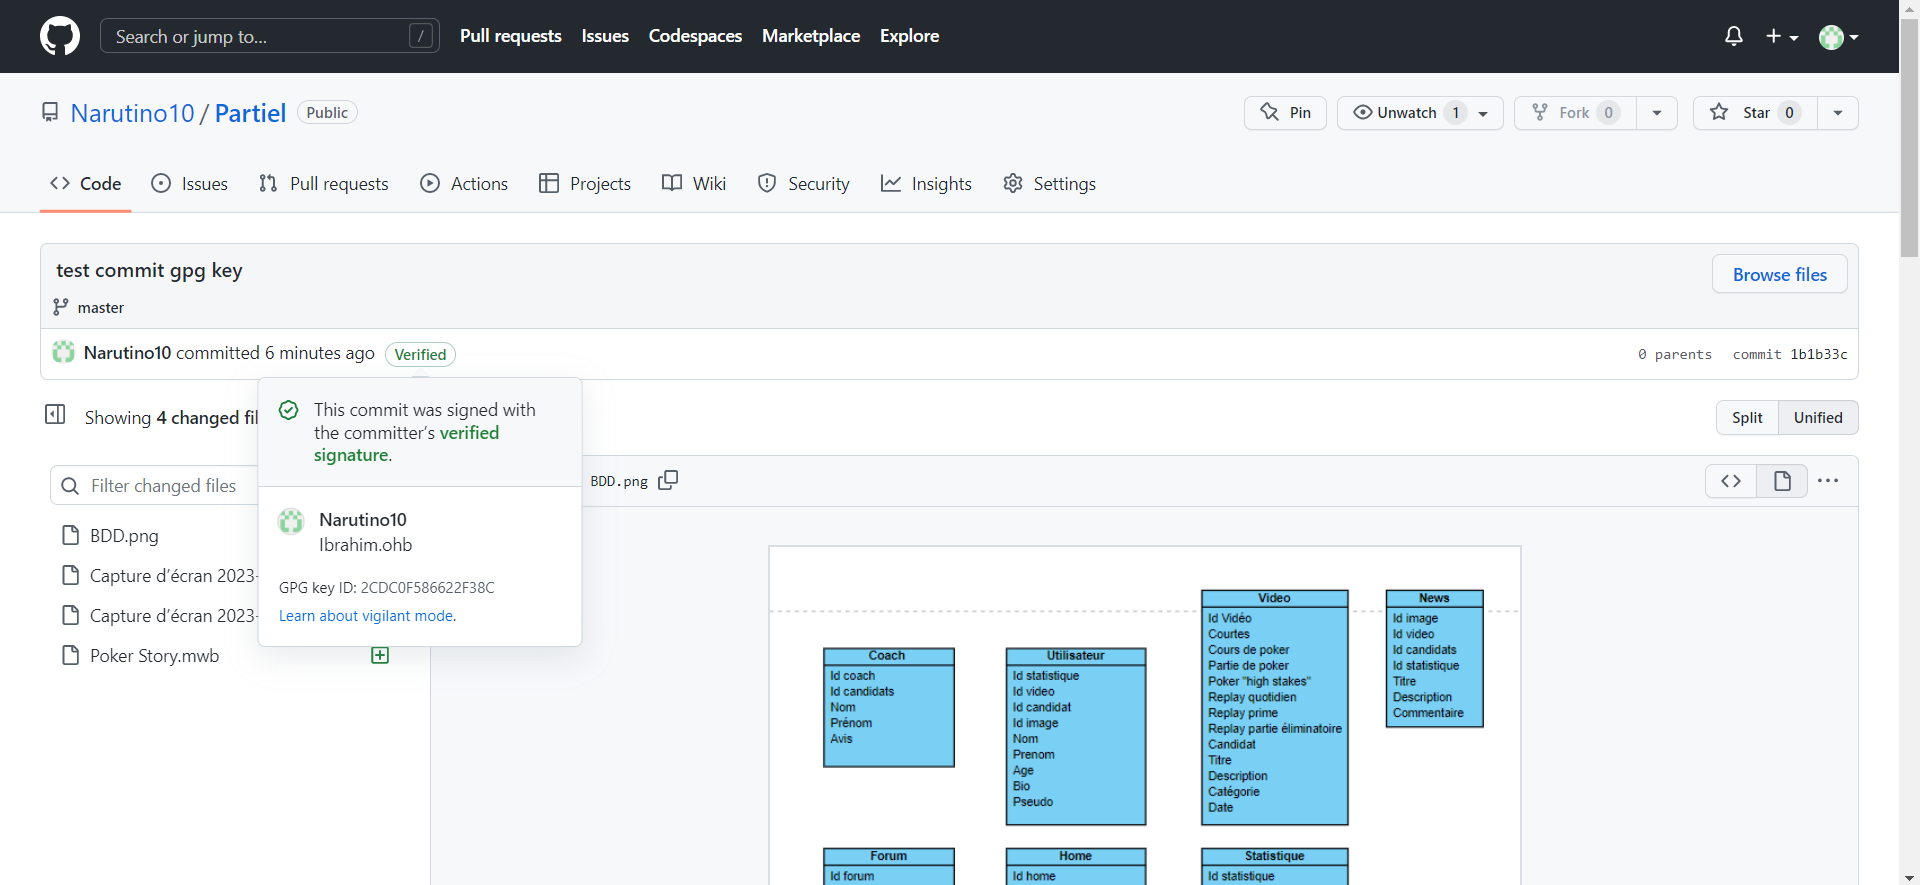 Search or jump to...
/
Pull requests
Issues
Codespaces
Marketplace
Explore
Narutino10 / Partiel
Public
Pin
Unwatch 1
Fork 0
Star 0
Code
Issues
Pull requests
Actions
Projects
Wiki
Security
Insights
Settings
test commit gpg key
Browse files
master
Narutino10 committed 6 minutes ago
Verified
0 parents
commit 1b1b33c
This commit was signed with
the committer's verified
signature.
Narutino10
Ibrahim.ohb
GPG key ID: 2CDC0F586622F38C
Learn about vigilant mode.
Showing 4 changed fil
Split
Unified
Filter changed files
BDD.png
Capture d'écran 2023-
Capture d'écran 2023-
Poker Story.mwb
BDD.png
Coach
Id coach
Id candidats
Nom
Prénom
Avis
Utilisateur
Id statistique
Id video
Id candidat
Id image
Nom
Prenom
Age
Bio
Pseudo
Video
Id Vidéo
Courtes
Cours de poker
Partie de poker
Poker "high stakes"
Replay quotidien
Replay prime
Replay partie éliminatoire
Candidat
Titre
Description
Catégorie
Date
News
Id image
Id video
Id candidats
Id statistique
Titre
Description
Commentaire
Forum
Id forum
Home
Id home
Statistique
Id statistique